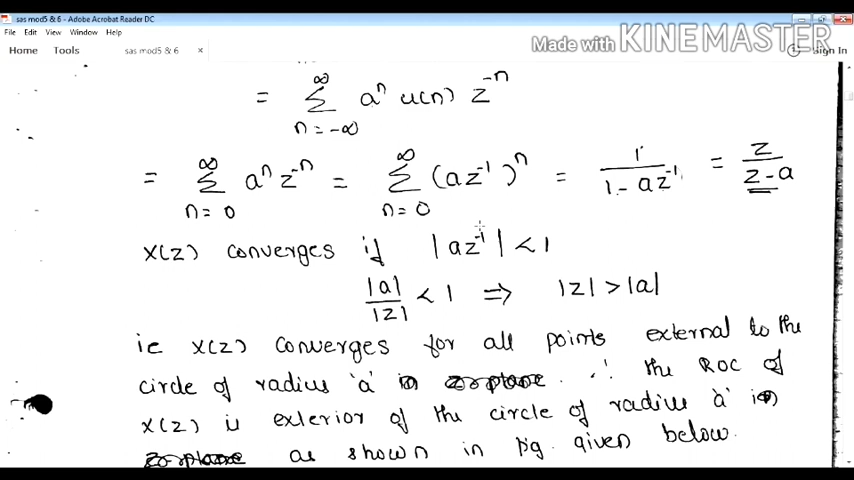 sas mod5 & 6 - Adobe Acrobat Reader DC
File Edit View Window Help
Home Tools sas mod5 & 6 × Sign In
Made with KINEMASTER
= ∞ Σ n=-∞ aⁿ u(n) z⁻ⁿ
= ∞ Σ n=0 aⁿ z⁻ⁿ = ∞ Σ n=0 (az⁻¹)ⁿ = 1/(1-az⁻¹) = z/(z-a)
X(z) converges if |az⁻¹| < 1
|a|/|z| < 1 ⇒ |z| > |a|
ie X(z) converges for all points external to the
circle of radius 'a' ∴ the ROC of
X(z) is exterior of the circle of radius 'a' in
as shown in fig. given below.